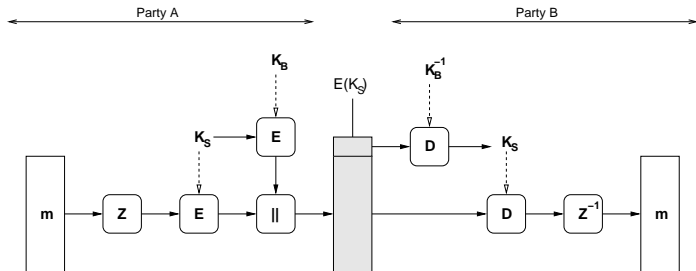 Party A
Party B
K_B
K_B^{-1}
E(K_S)
K_S
E
D
K_S
m
Z
E
||
D
Z^{-1}
m